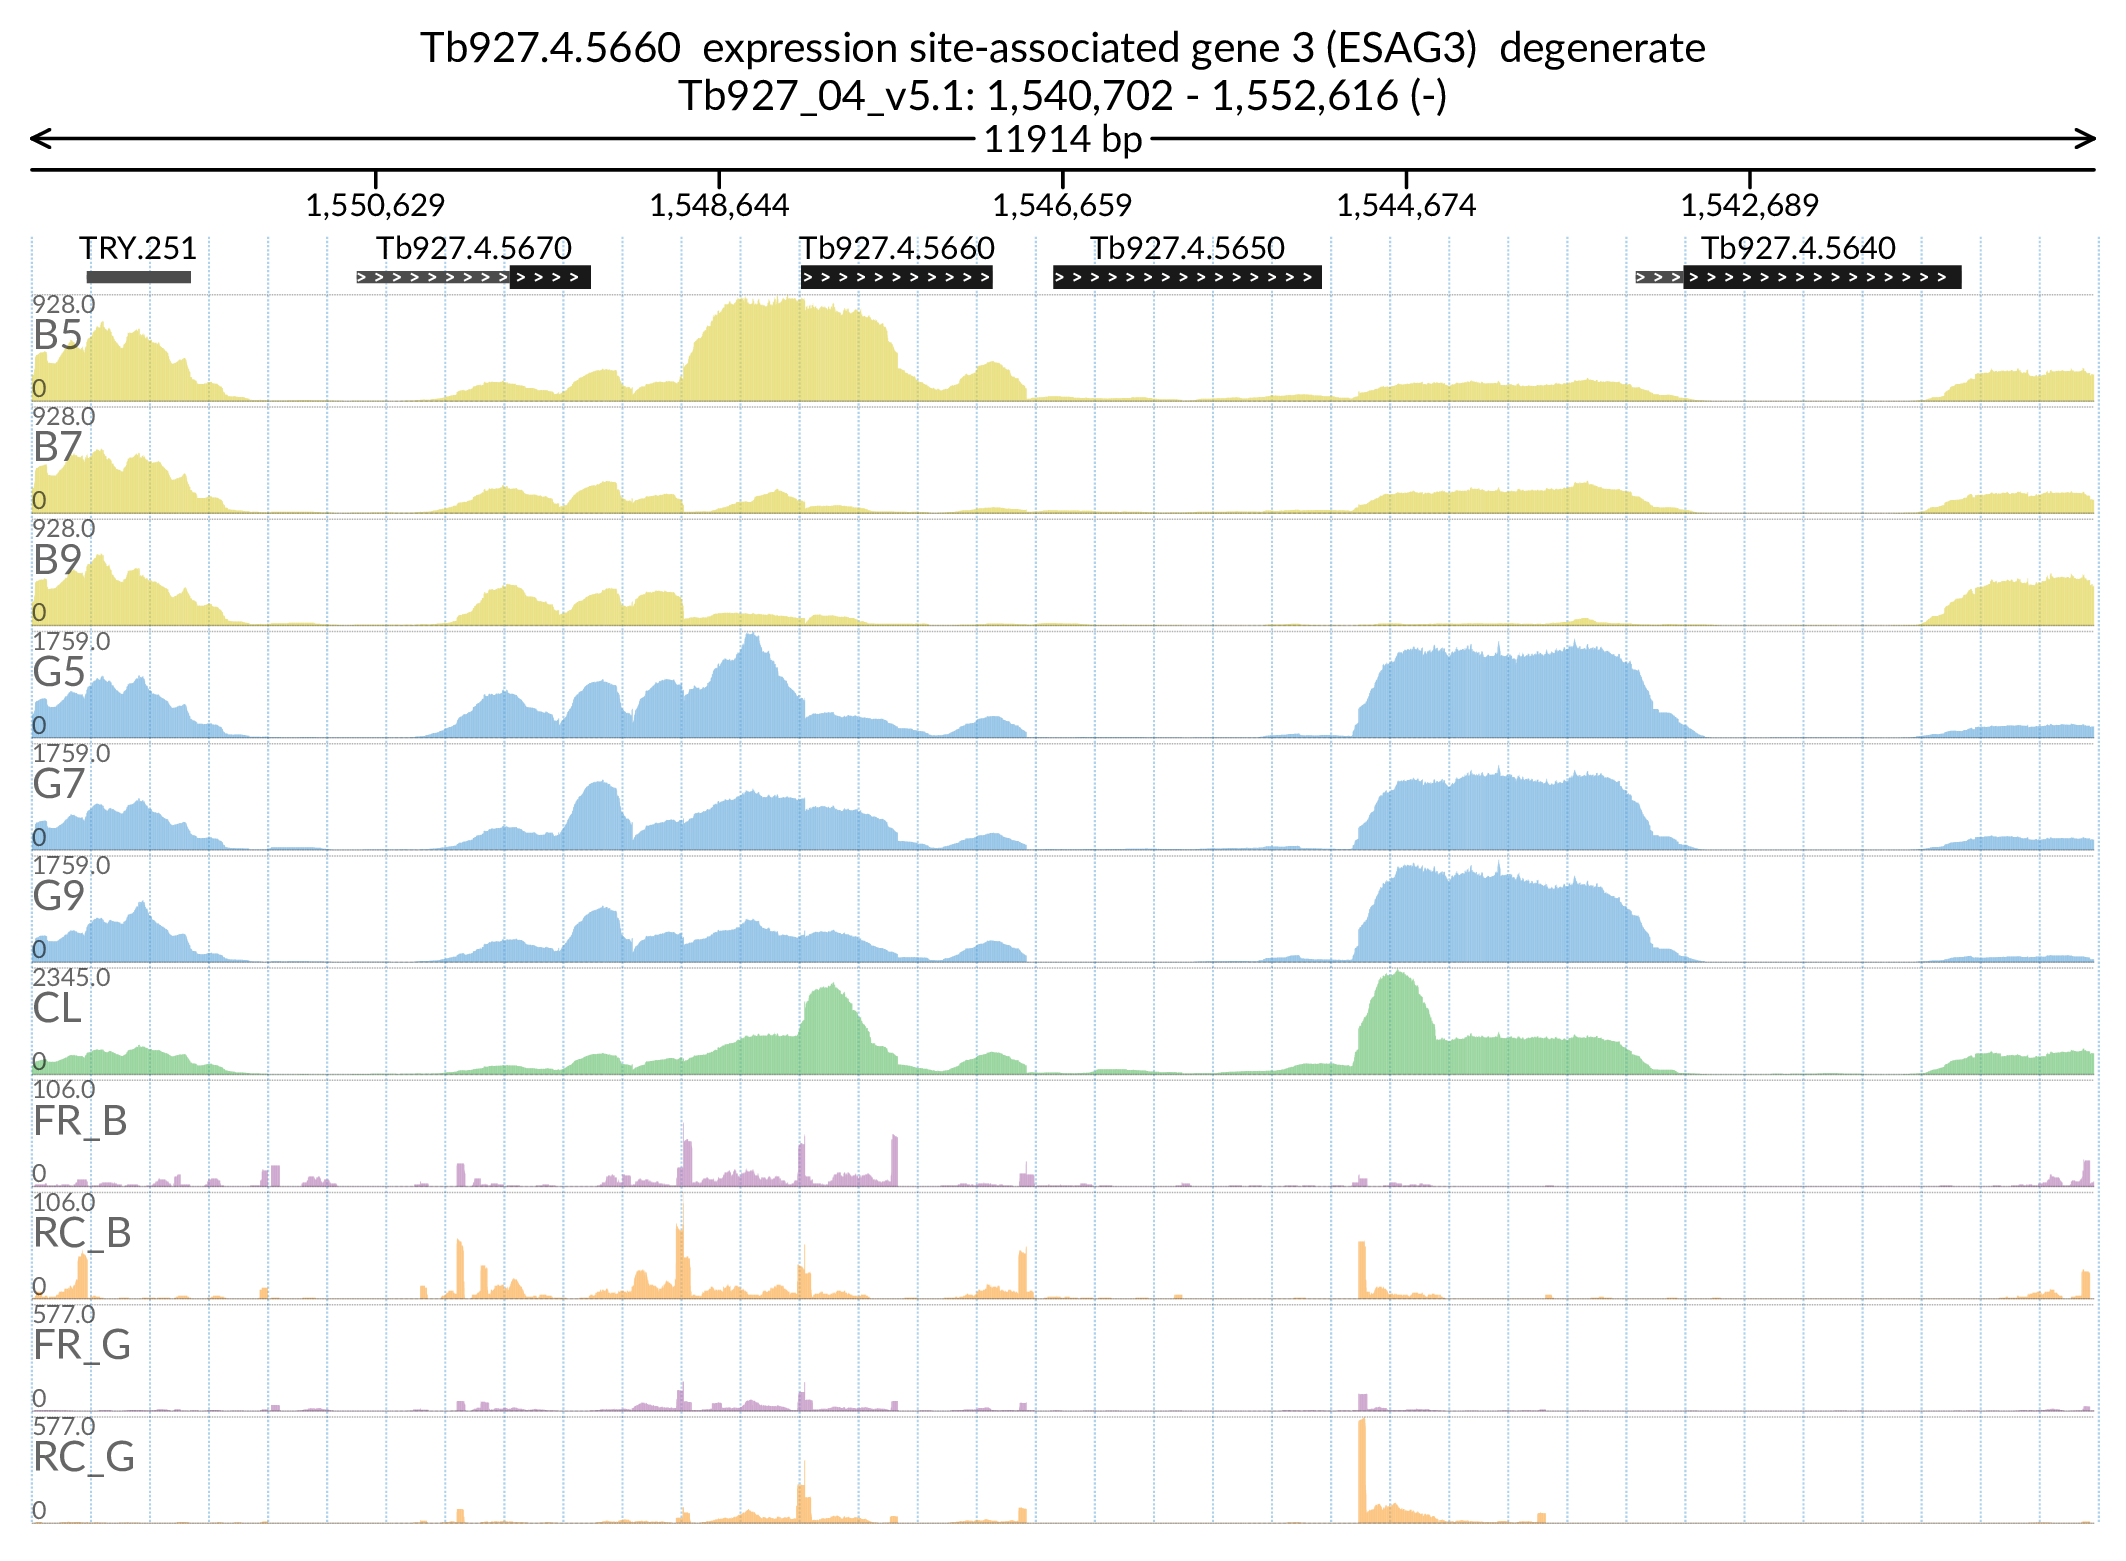 Tb927.4.5660  expression site-associated gene 3 (ESAG3)  degenerate
Tb927_04_v5.1: 1,540,702 - 1,552,616 (-)
11914 bp
1,550,629 1,548,644 1,546,659 1,544,674 1,542,689
TRY.251 Tb927.4.5670 Tb927.4.5660 Tb927.4.5650 Tb927.4.5640
928.0
B5
0
928.0
B7
0
928.0
B9
0
1759.0
G5
0
1759.0
G7
0
1759.0
G9
0
2345.0
CL
0
106.0
FR_B
0
106.0
RC_B
0
577.0
FR_G
0
577.0
RC_G
0